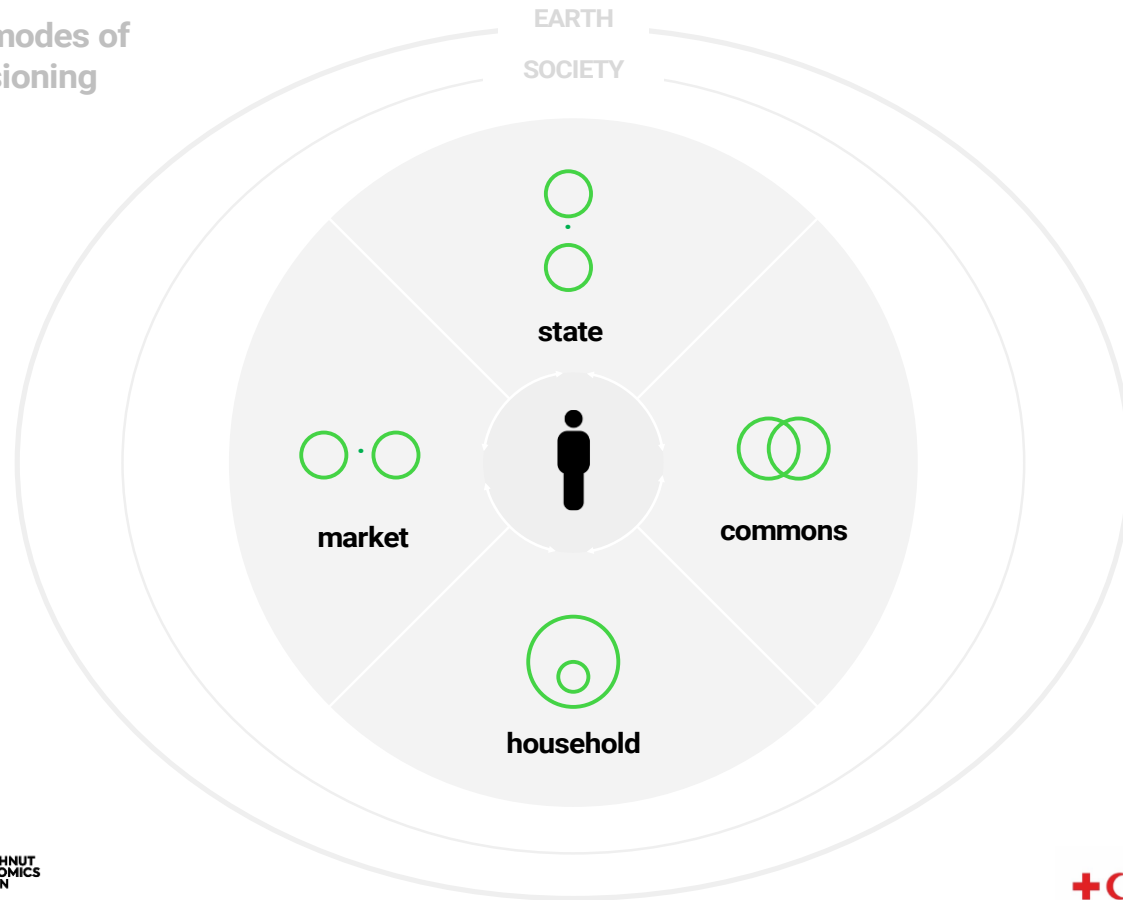 modes of
sioning
EARTH
SOCIETY
state
market
commons
household
HNUT
OMICS
N